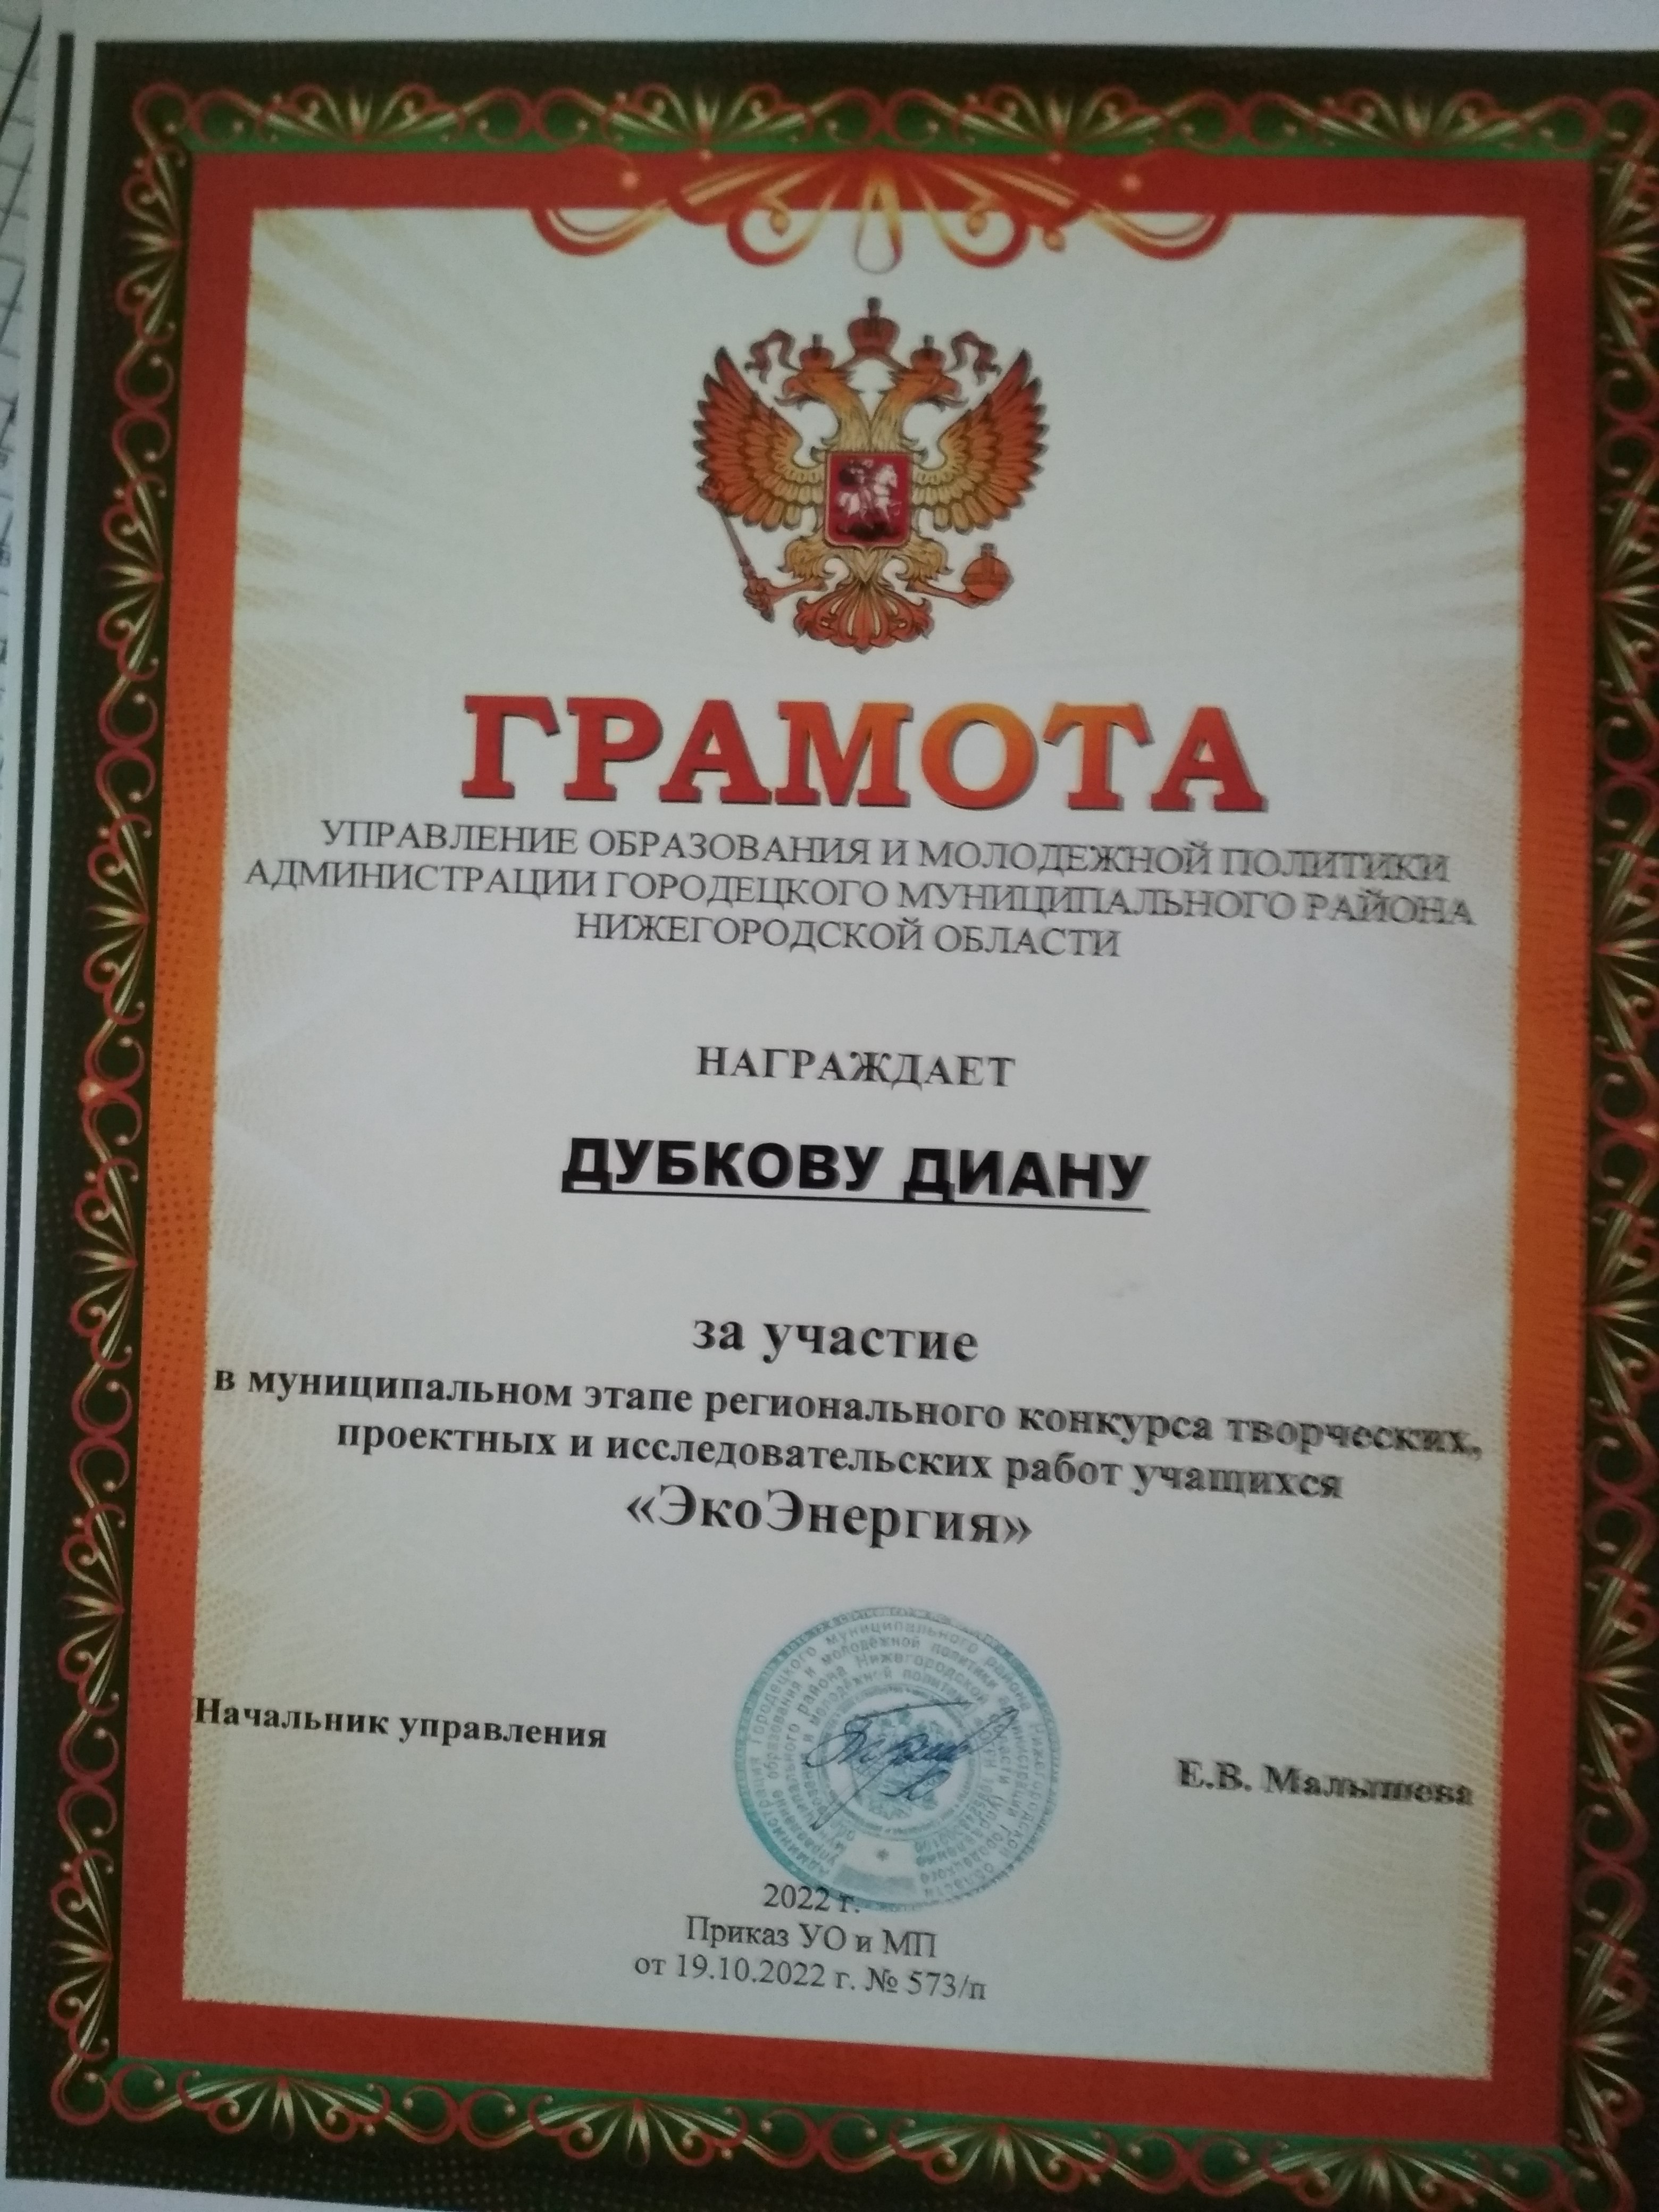 ГРАМОТА
УПРАВЛЕНИЕ ОБРАЗОВАНИЯ И МОЛОДЕЖНОЙ ПОЛИТИКИ
АДМИНИСТРАЦИИ ГОРОДЕЦКОГО МУНИЦИПАЛЬНОГО РАЙОНА
НИЖЕГОРОДСКОЙ ОБЛАСТИ
НАГРАЖДАЕТ
ДУБКОВУ ДИАНУ
за участие
в муниципальном этапе регионального конкурса творческих,
проектных и исследовательских работ учащихся
«ЭкоЭнергия»
Начальник управления
Е.В. Малышева
2022 г.
Приказ УО и МП
от 19.10.2022 г. № 573/п